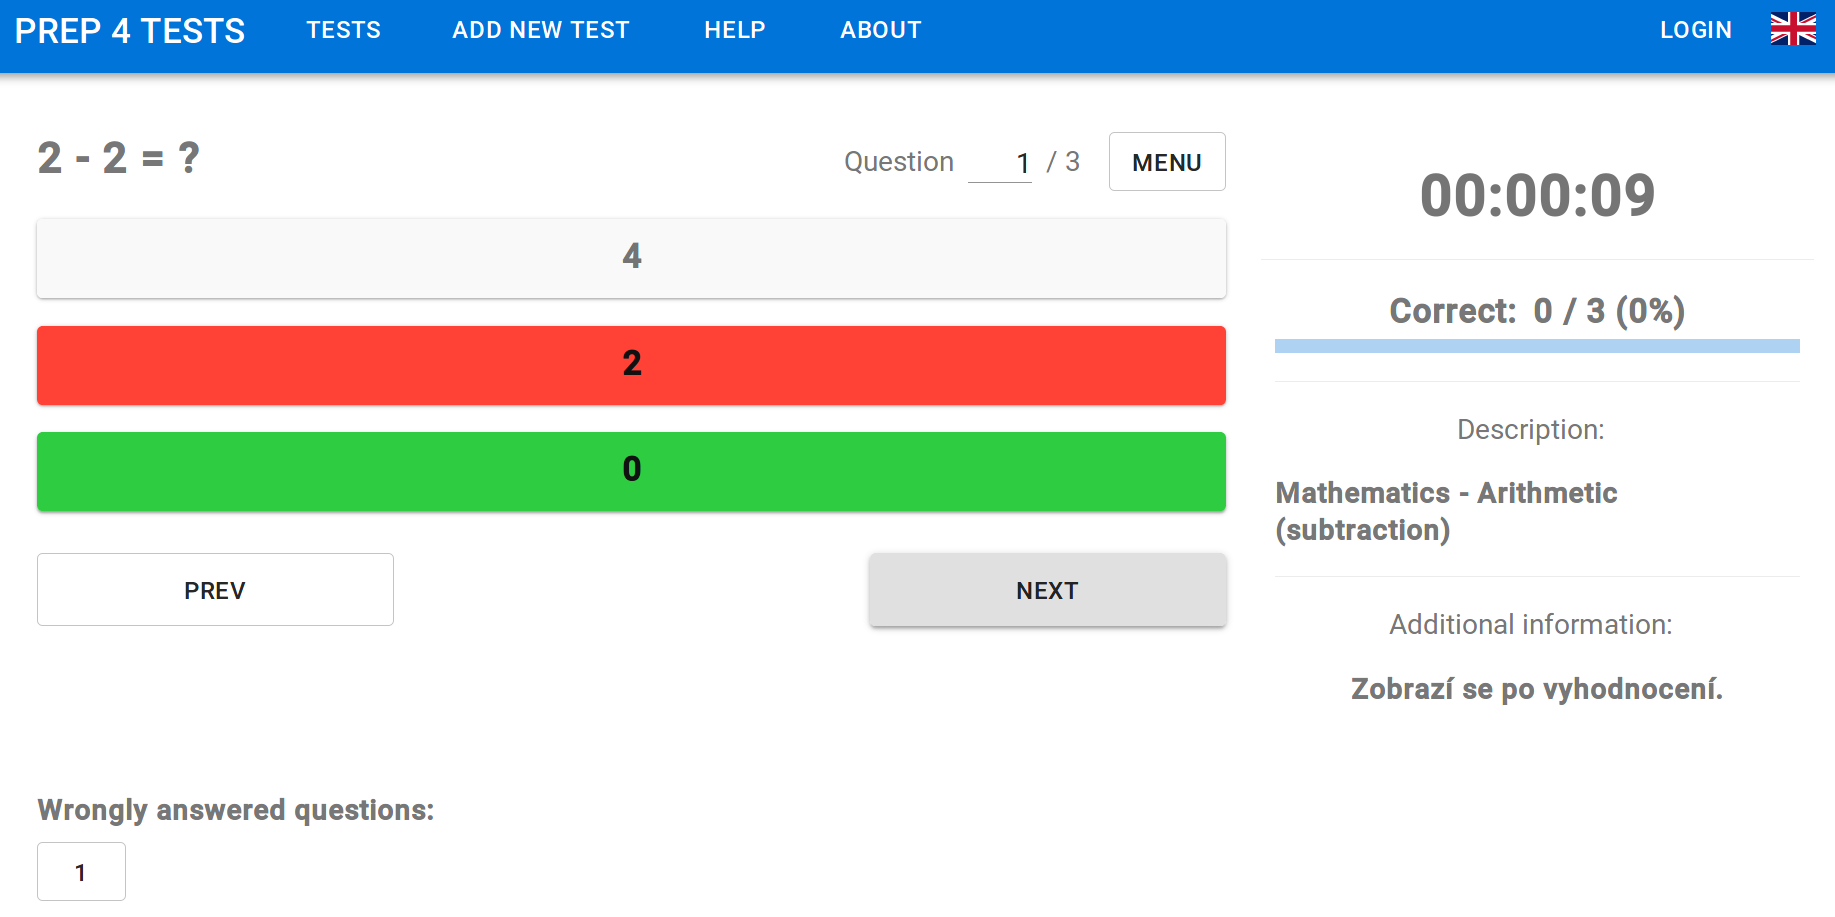 PREP 4 TESTS TESTS ADD NEW TEST HELP ABOUT LOGIN
2 - 2 = ?
Question 1 / 3 MENU
4
2
0
PREV NEXT
Wrongly answered questions:
1
00:00:09
Correct: 0 / 3 (0%)
Description:
Mathematics - Arithmetic
(subtraction)
Additional information:
Zobrazí se po vyhodnocení.